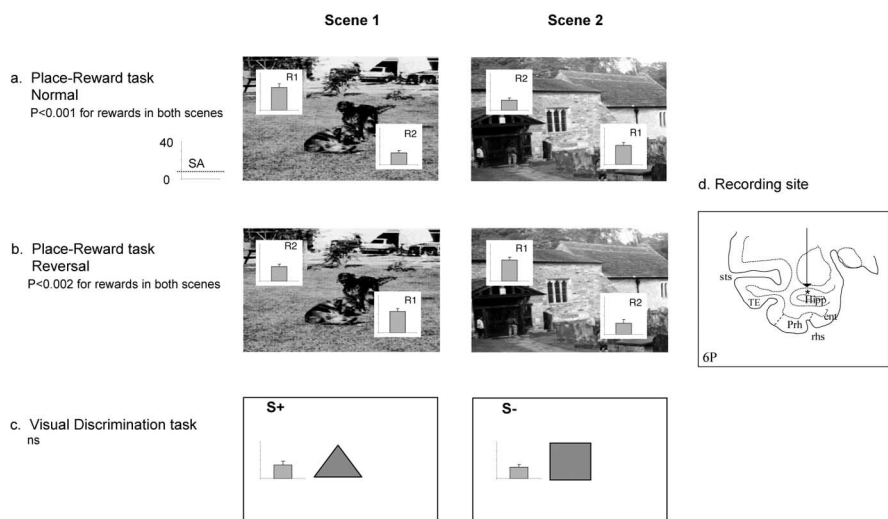 Scene 1
Scene 2
a. Place-Reward task
Normal
P<0.001 for rewards in both scenes
40
SA
0
R1
R2
R2
R1
d. Recording site
b. Place-Reward task
Reversal
P<0.002 for rewards in both scenes
R2
R1
R1
R2
sts
TE
Hipp
Prh
ent
rhs
6P
c. Visual Discrimination task
ns
S+
S-